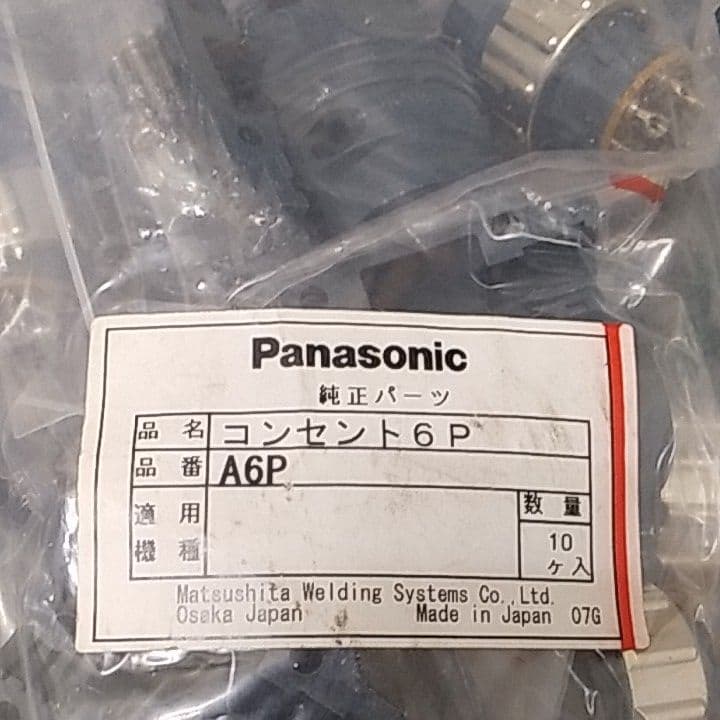 Panasonic
純正パーツ
品名 コンセント6P
品番 A6P
適用機種
数量
10
ヶ入
Matsushita Welding Systems Co.,Ltd.
Osaka Japan Made in Japan 07G